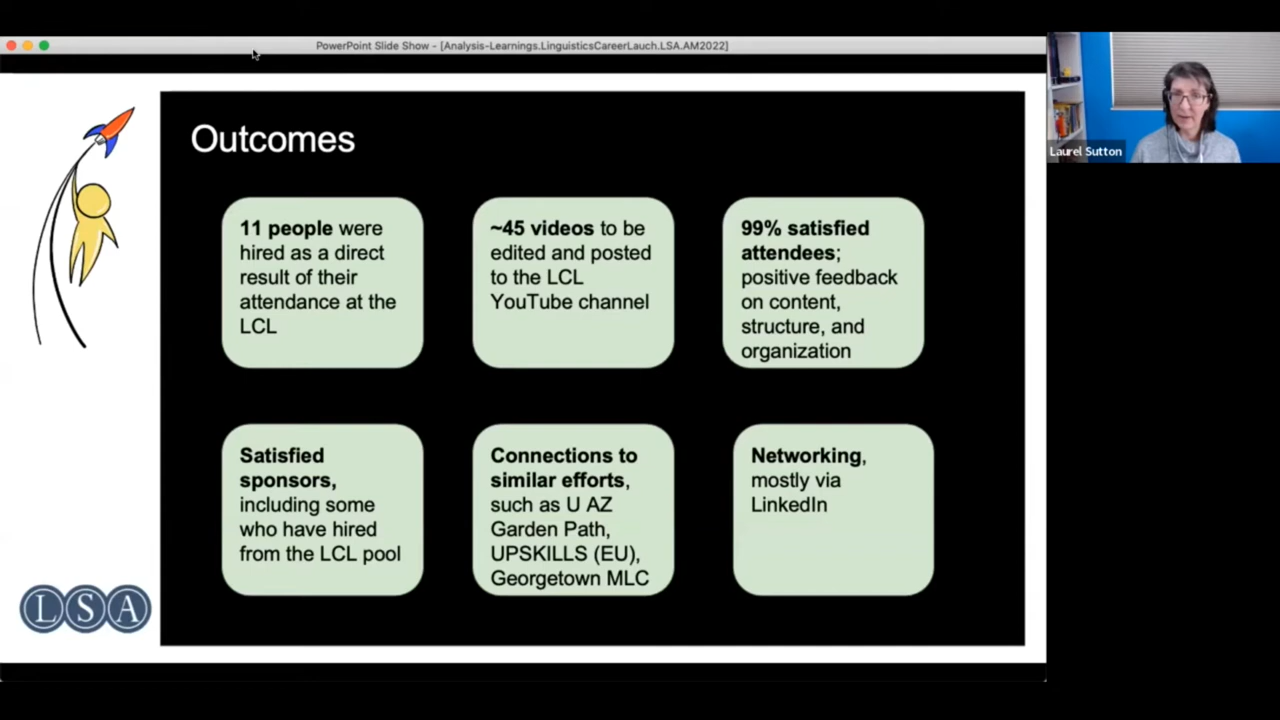 PowerPoint Slide Show - [Analysis-Learnings.LinguisticsCareerLauch.LSA.AM2022]
Laurel Sutton
Outcomes
11 people were
hired as a direct
result of their
attendance at the
LCL
~45 videos to be
edited and posted
to the LCL
YouTube channel
99% satisfied
attendees;
positive feedback
on content,
structure, and
organization
Satisfied
sponsors,
including some
who have hired
from the LCL pool
Connections to
similar efforts,
such as U AZ
Garden Path,
UPSKILLS (EU),
Georgetown MLC
Networking,
mostly via
LinkedIn
LSA